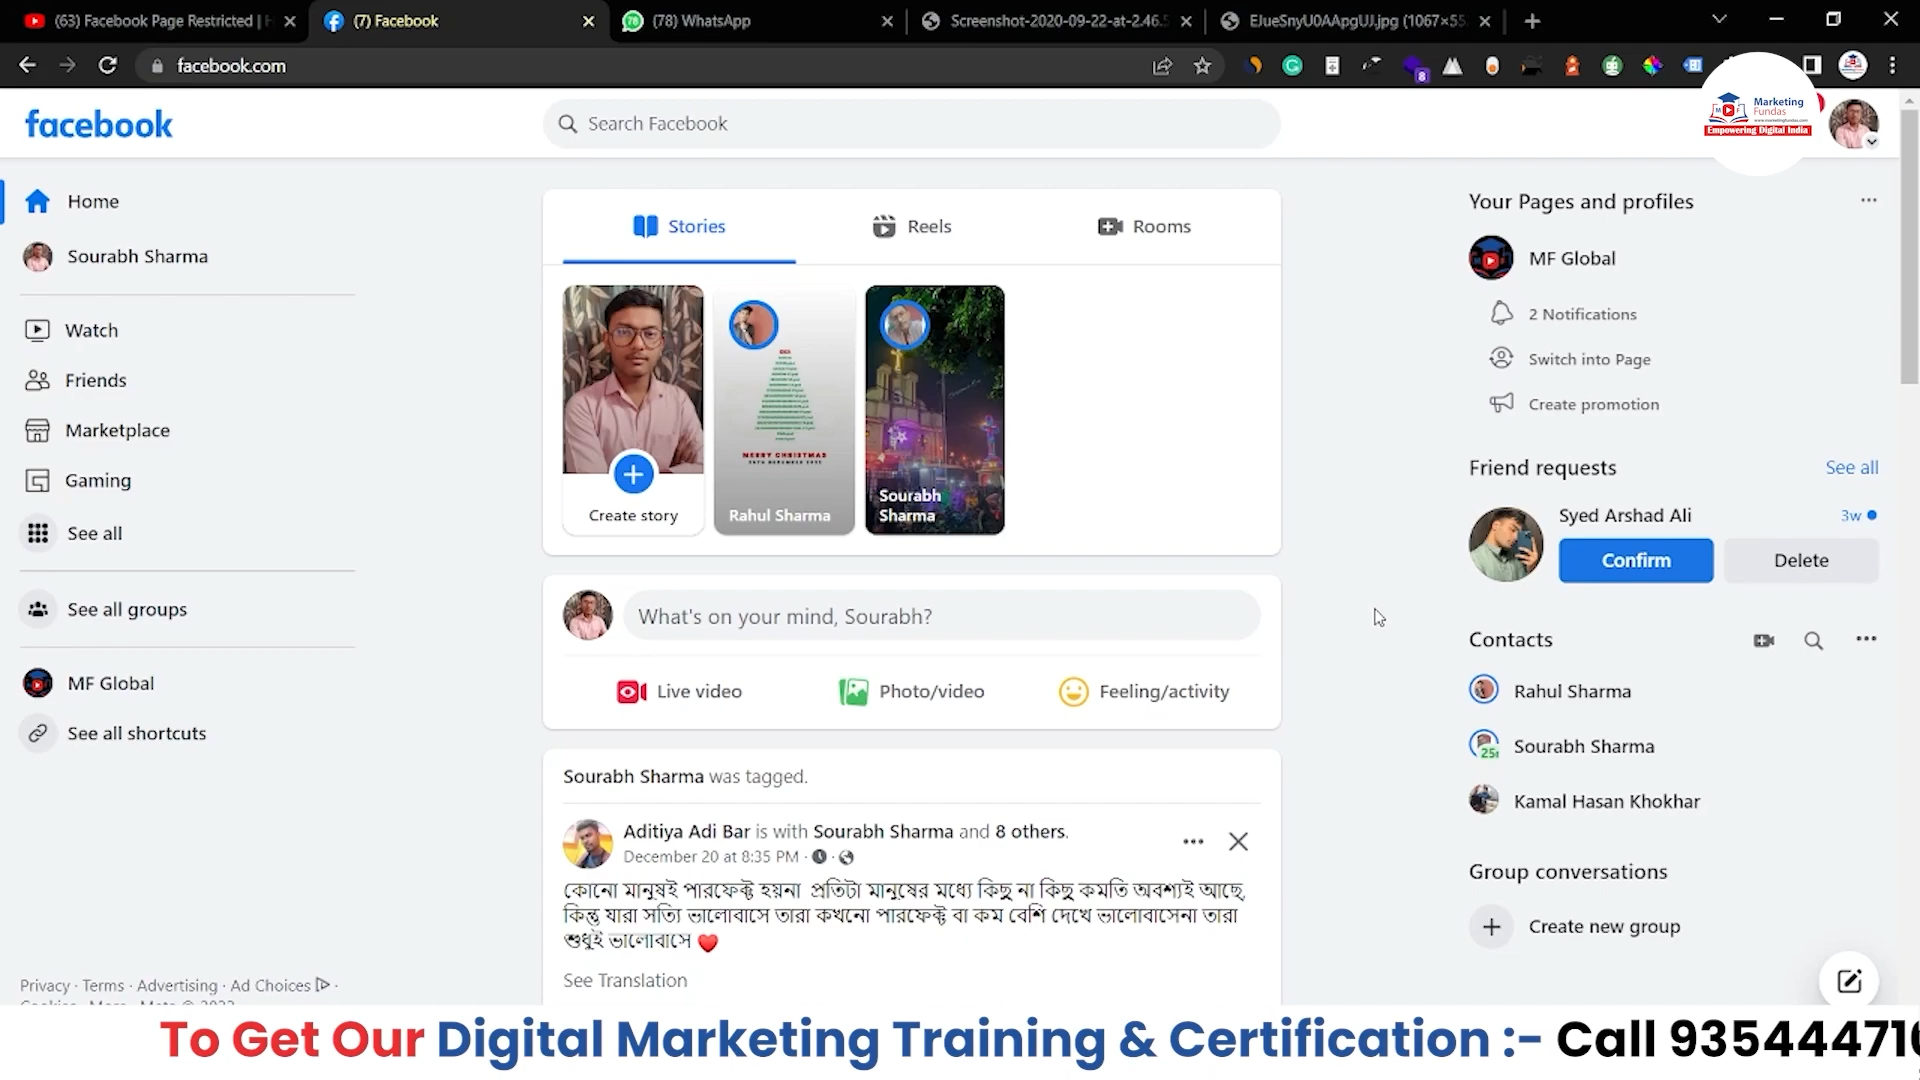 (63) Facebook Page Restricted |
(7) Facebook
(78) WhatsApp
Screenshot-2020-09-22-at-2.46.5
EJueSnyU0AApgUJ.jpg (1067×55
facebook.com
8
Marketing
Fundas
www.marketingfundas.com
Empowering Digital India
facebook
Search Facebook
Home
Sourabh Sharma
Watch
Friends
Marketplace
Gaming
See all
See all groups
MF Global
See all shortcuts
Privacy · Terms · Advertising · Ad Choices ·
Stories
Reels
Rooms
Create story
MERRY CHRISTMAS
Rahul Sharma
Sourabh
Sharma
What's on your mind, Sourabh?
Live video
Photo/video
Feeling/activity
Sourabh Sharma was tagged.
Aditiya Adi Bar is with Sourabh Sharma and 8 others.
December 20 at 8:35 PM ·
কোনো মানুষই পারফেক্ট হয়না প্রতিটা মানুষের মধ্যে কিছু না কিছু কমতি অবশ্যই আছে,
কিন্তু যারা সত্যি ভালোবাসে তারা কখনো পারফেক্ট বা কম বেশি দেখে ভালোবাসেনা তারা
শুধুই ভালোবাসে ❤️
See Translation
Your Pages and profiles
MF Global
2 Notifications
Switch into Page
Create promotion
Friend requests
See all
Syed Arshad Ali
3w
Confirm
Delete
Contacts
Rahul Sharma
Sourabh Sharma
Kamal Hasan Khokhar
Group conversations
Create new group
To Get Our Digital Marketing Training & Certification :- Call 935444710